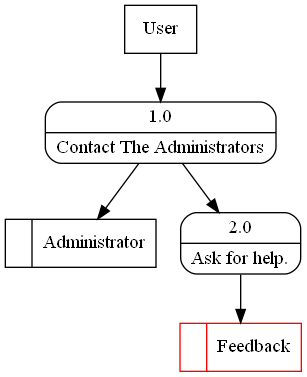 User
1.0
Contact The Administrators
Administrator
2.0
Ask for help.
Feedback